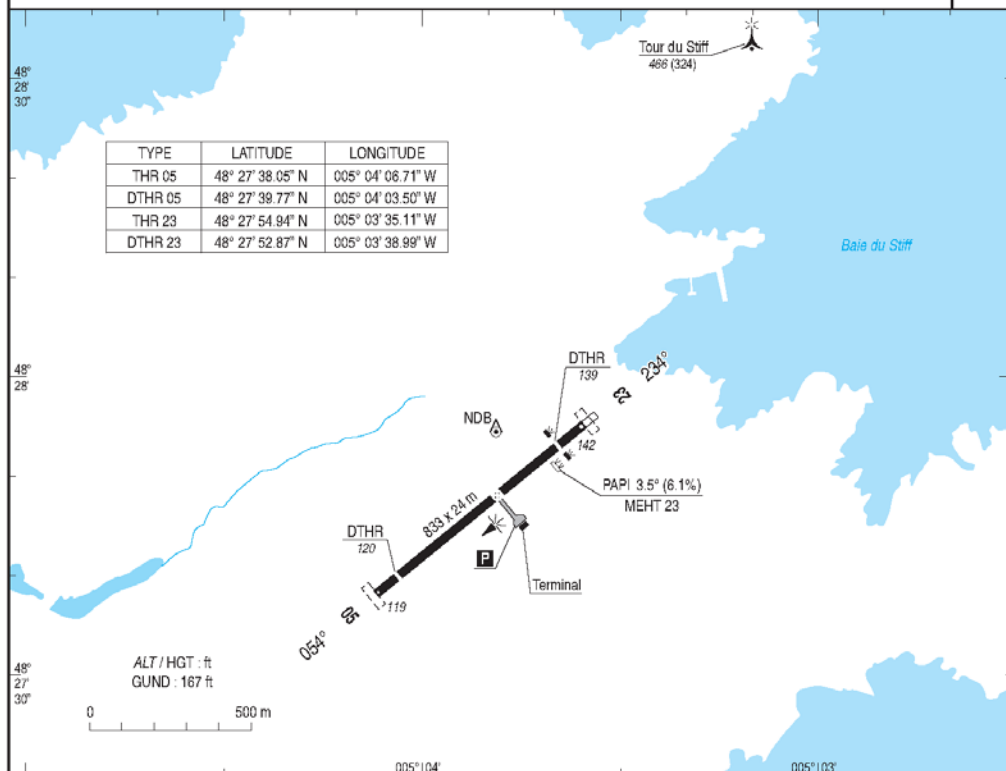 Tour du Stiff
466 (324)
48°
28'
30"
TYPE LATITUDE LONGITUDE
THR 05 48° 27' 38.05" N 005° 04' 06.71" W
DTHR 05 48° 27' 39.77" N 005° 04' 03.50" W
THR 23 48° 27' 54.94" N 005° 03' 35.11" W
DTHR 23 48° 27' 52.87" N 005° 03' 38.99" W
Baie du Stiff
48°
28'
DTHR
139
234°
23
NDB
142
PAPI 3.5° (6.1%)
MEHT 23
833 x 24 m
DTHR
120
P
Terminal
119
05
054°
ALT / HGT : ft
GUND : 167 ft
48°
27'
30"
0 500 m
005° 04'
005° 03'